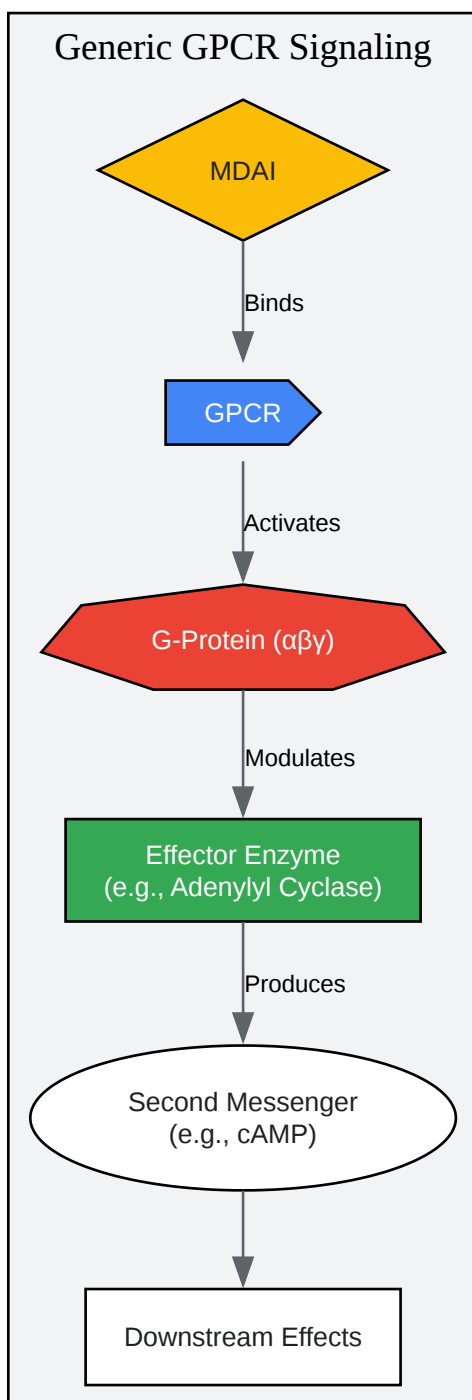 Generic GPCR Signaling
MDAI
Binds
GPCR
Activates
G-Protein (αβγ)
Modulates
Effector Enzyme
(e.g., Adenylyl Cyclase)
Produces
Second Messenger
(e.g., cAMP)
Downstream Effects